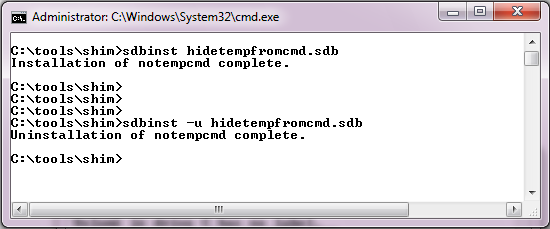 Administrator: C:\Windows\System32\cmd.exe
C:\tools\shim>sdbinst hidetempfromcmd.sdb
Installation of notempcmd complete.
C:\tools\shim>
C:\tools\shim>
C:\tools\shim>
C:\tools\shim>sdbinst -u hidetempfromcmd.sdb
Uninstallation of notempcmd complete.
C:\tools\shim>